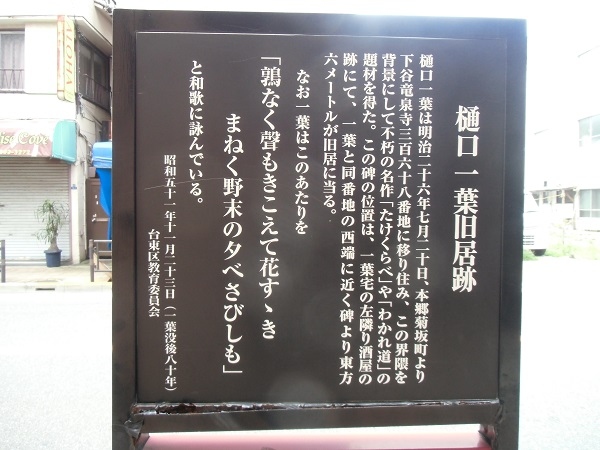 樋口一葉旧居跡
樋口一葉は明治二十六年七月二十日、本郷菊坂町より
下谷竜泉寺三百六十八番地に移り住み、この界隈を
背景にして不朽の名作「たけくらべ」や「わかれ道」の
題材を得た。この碑の位置は、一葉宅の左隣り酒屋の
跡にて、一葉と同番地の西端に近く碑より東方
六メートルが旧居に当る。
なお一葉はこのあたりを
「鶉なく聲もきこえて花すゝき
まねく野末の夕べさびしも」
と和歌に詠んでいる。
昭和五十一年十一月二十三日（一葉没後八十年）
台東区教育委員会